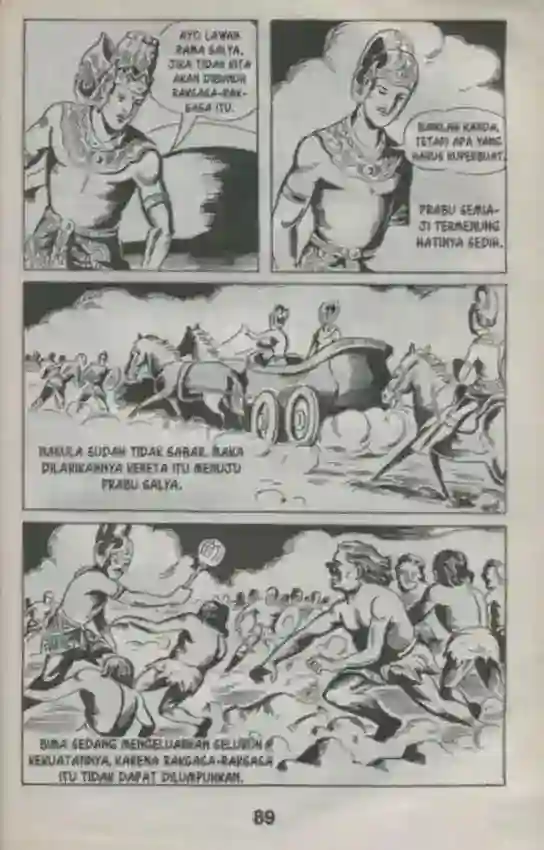 AYO LAWAN
RAMA SALYA.
JIKA TIDAK KITA
AKAN DIBUNUH
RAKSASA-RAK-
SASA ITU.
KANDA,
TETAPI APA YANG
HARUS KUPERBUAT.
PRABU SEMIA-
JI TERMENUNG
HATINYA SEDIH.
NAKULA SUDAH TIDAK SABAR. MAKA
DILARIKANNYA KERETA ITU MENUJU
PRABU SALYA.
BIMA SEDANG MENGELUARKAN SELURUH
KEKUATANNYA, KARENA RAKSASA-RAKSASA
ITU TIDAK DAPAT DILUMPUHKAN.
89